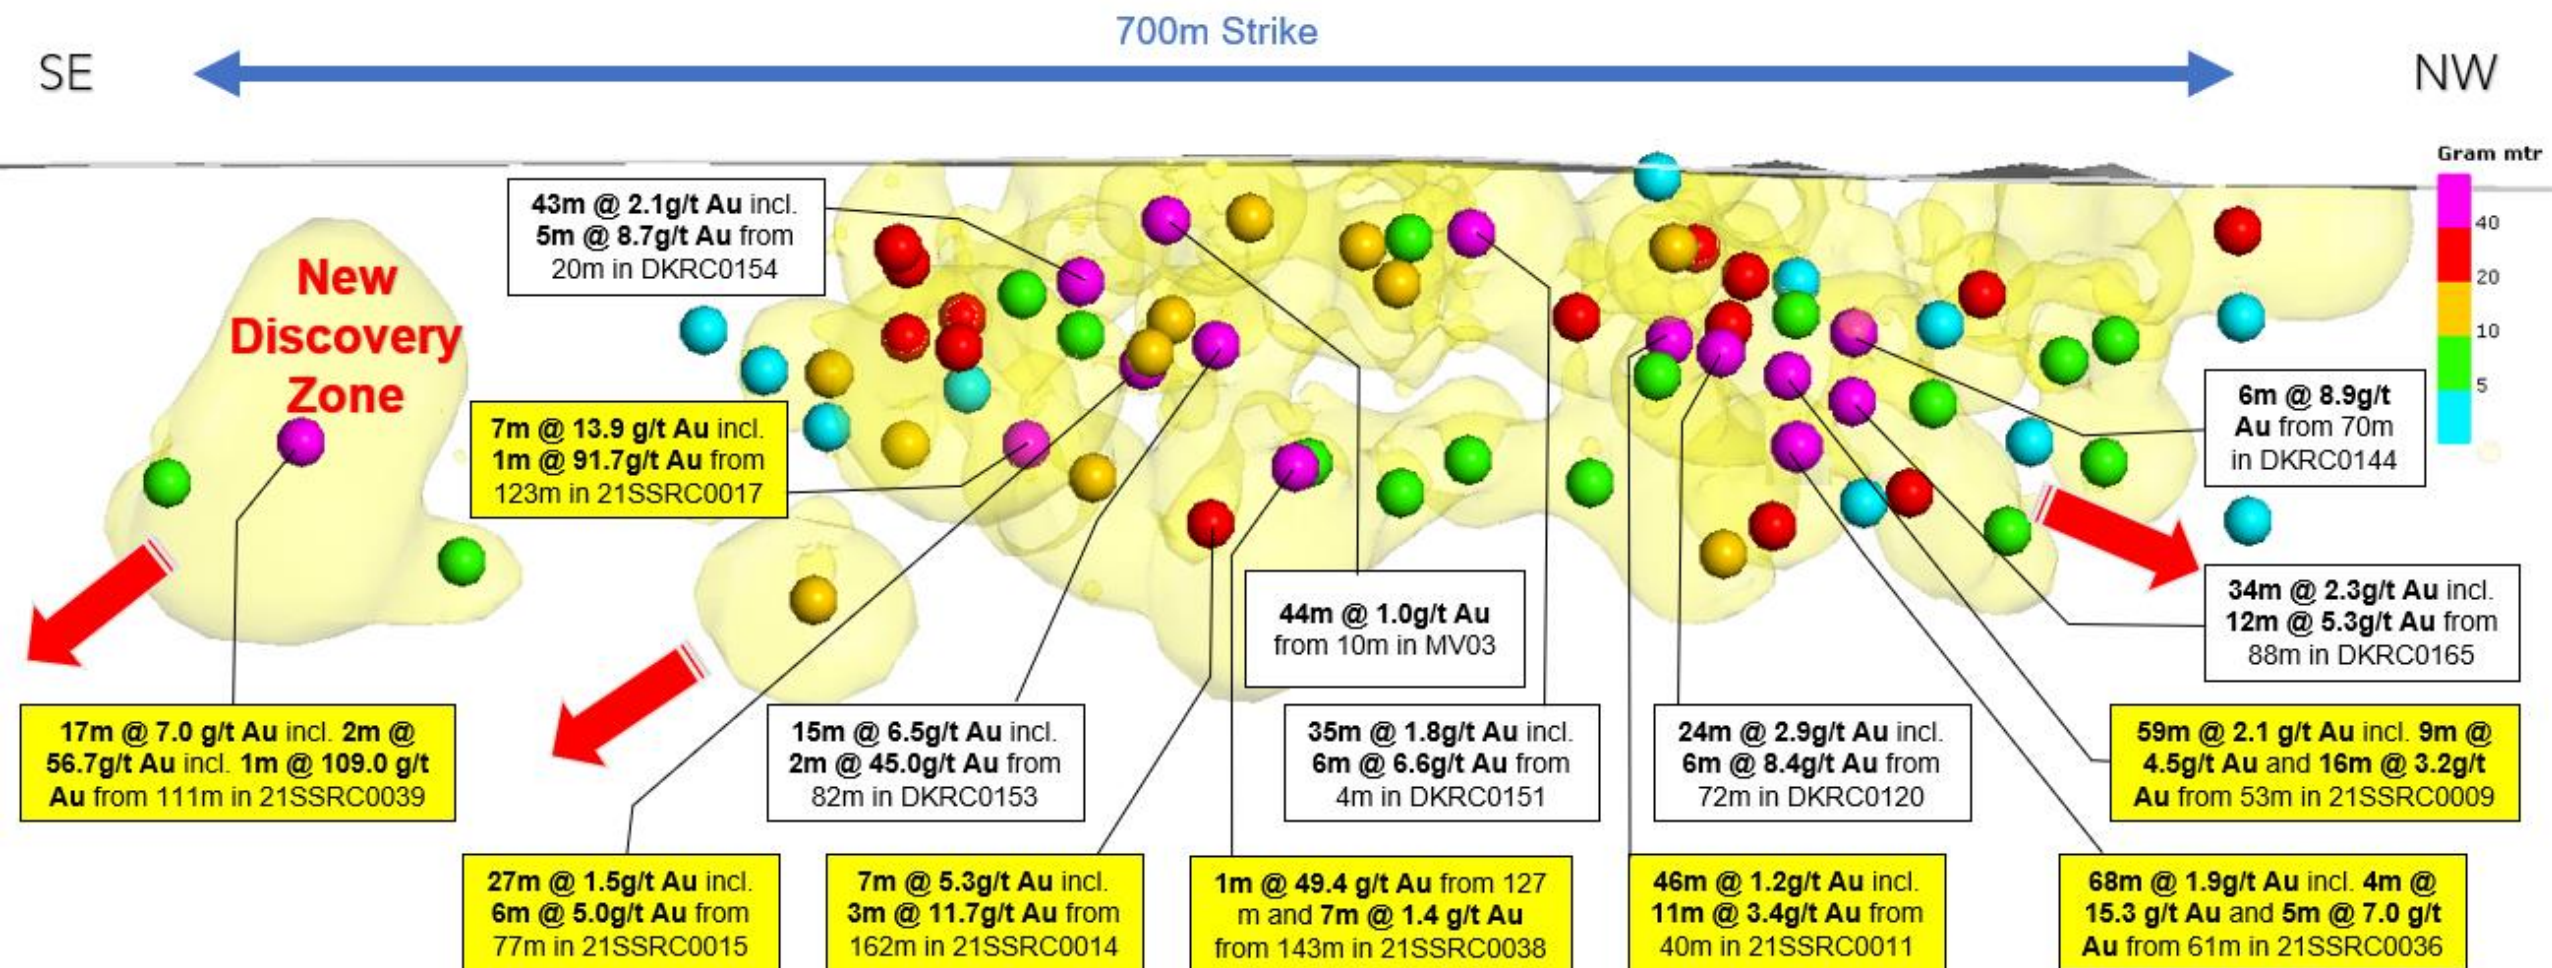 700m Strike
SE
NW
Gram mtr
40
20
10
5
43m @ 2.1g/t Au incl.
5m @ 8.7g/t Au from
20m in DKRC0154
New
Discovery
Zone
7m @ 13.9 g/t Au incl.
1m @ 91.7g/t Au from
123m in 21SSRC0017
6m @ 8.9g/t
Au from 70m
in DKRC0144
44m @ 1.0g/t Au
from 10m in MV03
34m @ 2.3g/t Au incl.
12m @ 5.3g/t Au from
88m in DKRC0165
17m @ 7.0 g/t Au incl. 2m @
56.7g/t Au incl. 1m @ 109.0 g/t
Au from 111m in 21SSRC0039
15m @ 6.5g/t Au incl.
2m @ 45.0g/t Au from
82m in DKRC0153
35m @ 1.8g/t Au incl.
6m @ 6.6g/t Au from
4m in DKRC0151
24m @ 2.9g/t Au incl.
6m @ 8.4g/t Au from
72m in DKRC0120
59m @ 2.1 g/t Au incl. 9m @
4.5g/t Au and 16m @ 3.2g/t
Au from 53m in 21SSRC0009
27m @ 1.5g/t Au incl.
6m @ 5.0g/t Au from
77m in 21SSRC0015
7m @ 5.3g/t Au incl.
3m @ 11.7g/t Au from
162m in 21SSRC0014
1m @ 49.4 g/t Au from 127
m and 7m @ 1.4 g/t Au
from 143m in 21SSRC0038
46m @ 1.2g/t Au incl.
11m @ 3.4g/t Au from
40m in 21SSRC0011
68m @ 1.9g/t Au incl. 4m @
15.3 g/t Au and 5m @ 7.0 g/t
Au from 61m in 21SSRC0036